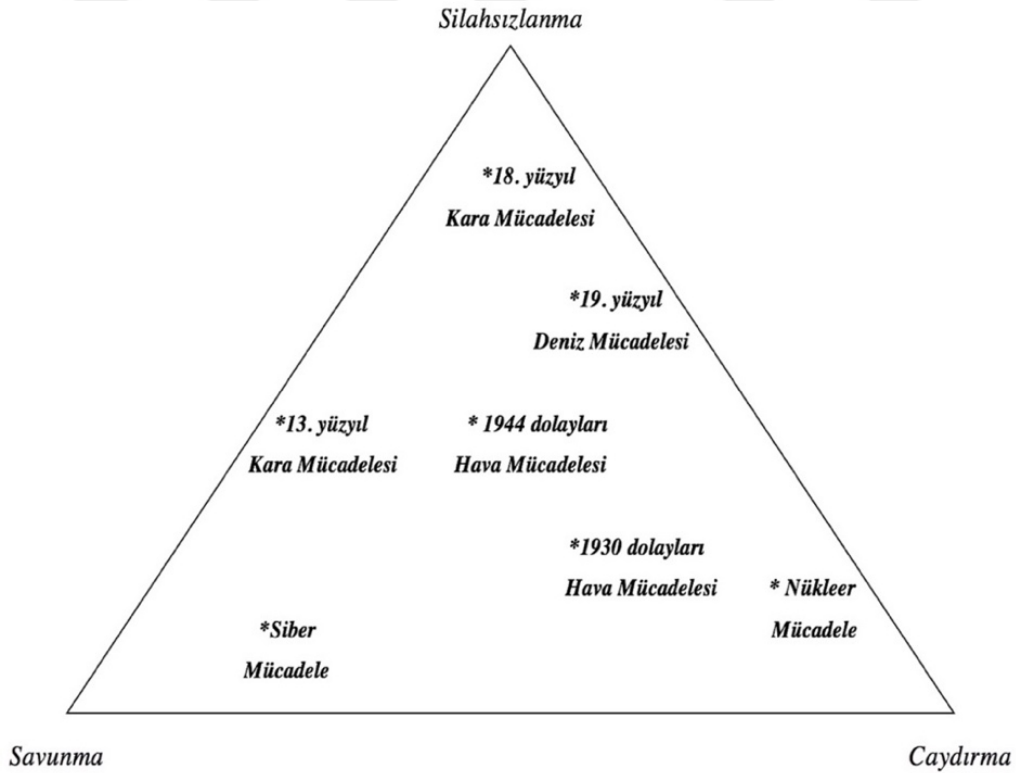 Silahsızlanma
*18. yüzyıl
Kara Mücadelesi
*19. yüzyıl
Deniz Mücadelesi
*13. yüzyıl
Kara Mücadelesi
* 1944 dolayları
Hava Mücadelesi
*1930 dolayları
Hava Mücadelesi
* Nükleer
Mücadele
*Siber
Mücadele
Savunma
Caydırma